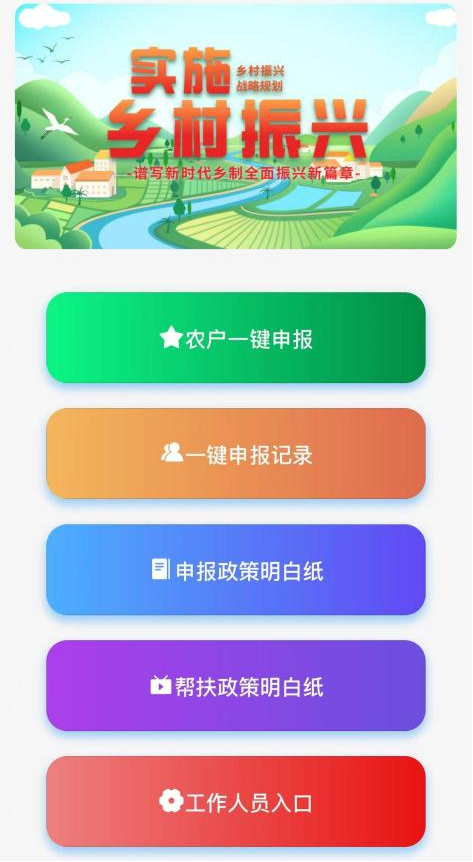 实施
乡村振兴
战略规划
乡村振兴
-谱写新时代乡制全面振兴新篇章-
农户一键申报
一键申报记录
申报政策明白纸
帮扶政策明白纸
工作人员入口